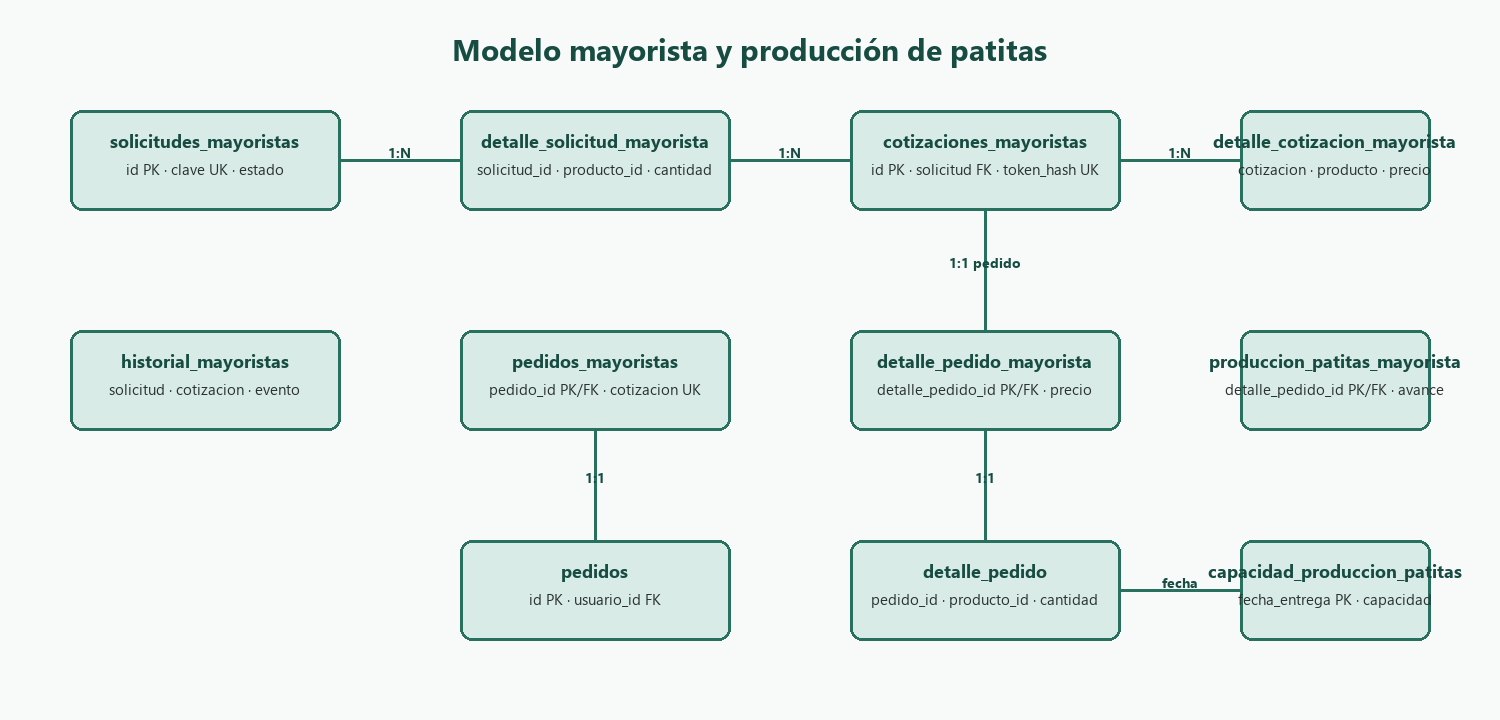 Modelo mayorista y producción de patitas
solicitudes_mayoristas
id PK · clave UK · estado
1:N
detalle_solicitud_mayorista
solicitud_id · producto_id · cantidad
1:N
cotizaciones_mayoristas
id PK · solicitud FK · token_hash UK
1:N
detalle_cotizacion_mayorista
cotizacion · producto · precio
1:1 pedido
historial_mayoristas
solicitud · cotizacion · evento
pedidos_mayoristas
pedido_id PK/FK · cotizacion UK
detalle_pedido_mayorista
detalle_pedido_id PK/FK · precio
produccion_patitas_mayorista
detalle_pedido_id PK/FK · avance
1:1
1:1
pedidos
id PK · usuario_id FK
detalle_pedido
pedido_id · producto_id · cantidad
fecha
capacidad_produccion_patitas
fecha_entrega PK · capacidad